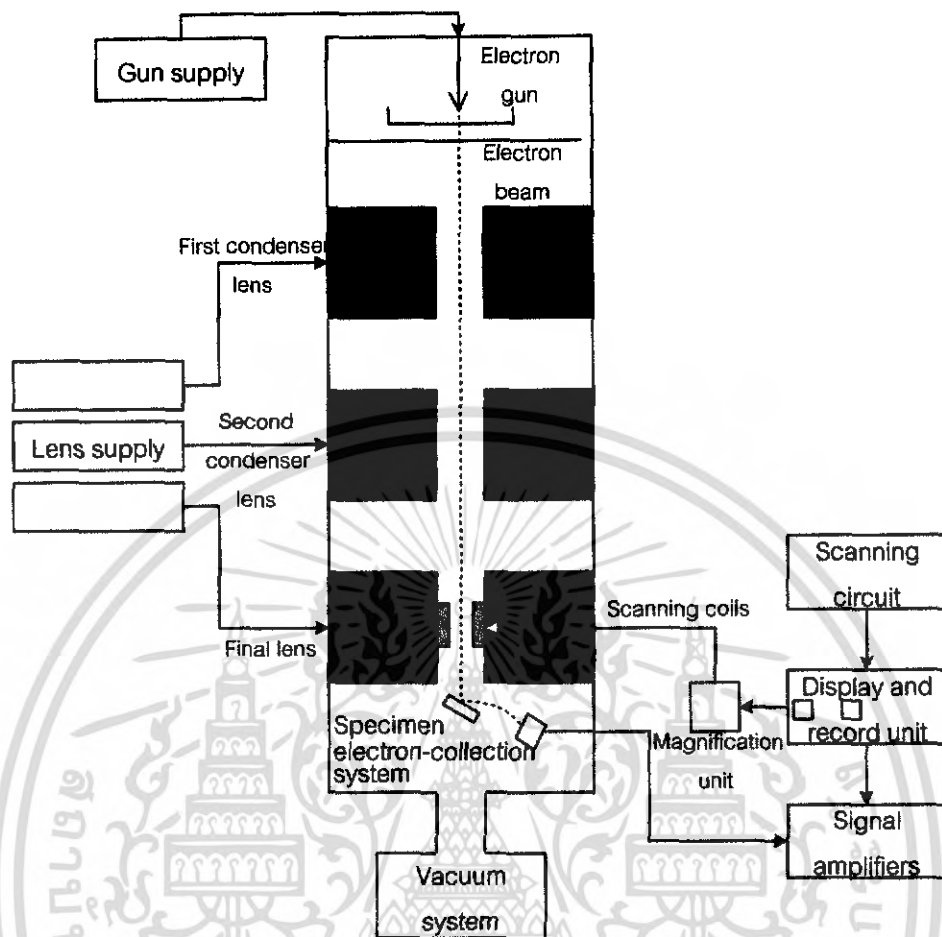 Gun supply
Electron
gun
Electron
beam
First condenser
lens
Lens supply
Second
condenser
lens
Final lens
Scanning coils
Scanning
circuit
Display and
record unit
Magnification
unit
Specimen
electron-collection
system
Signal
amplifiers
Vacuum
system